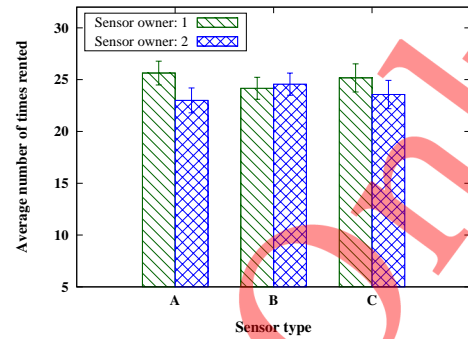 Sensor owner: 1
Sensor owner: 2
30
25
20
15
10
5
A B C
Average number of times rented
Sensor type